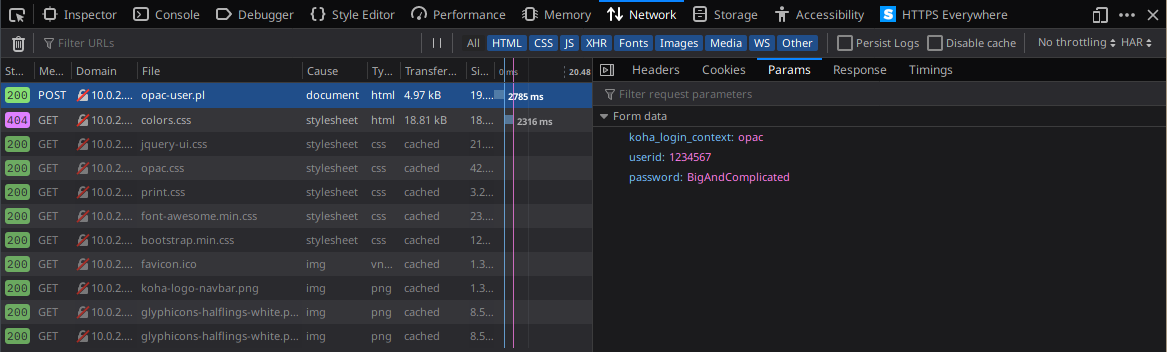 Inspector Console Debugger Style Editor Performance Memory Network Storage Accessibility S HTTPS Everywhere
Filter URLs All HTML CSS JS XHR Fonts Images Media WS Other Persist Logs Disable cache No throttling HAR
St... Me... Domain File Cause Ty... Transfer... Si... 0 ms 20.48 Headers Cookies Params Response Timings
200 POST 10.0.2.... opac-user.pl document html 4.97 kB 19.... 2785 ms
404 GET 10.0.2.... colors.css stylesheet html 18.81 kB 18.... 2316 ms
200 GET 10.0.2.... jquery-ui.css stylesheet css cached 21....
200 GET 10.0.2.... opac.css stylesheet css cached 42....
200 GET 10.0.2.... print.css stylesheet css cached 3.2...
200 GET 10.0.2.... font-awesome.min.css stylesheet css cached 23....
200 GET 10.0.2.... bootstrap.min.css stylesheet css cached 12...
200 GET 10.0.2.... favicon.ico img vn... cached 1.3...
200 GET 10.0.2.... koha-logo-navbar.png img png cached 1.3...
200 GET 10.0.2.... glyphicons-halflings-white.p... img png cached 8.5...
200 GET 10.0.2.... glyphicons-halflings-white.p... img png cached 8.5...
Filter request parameters
Form data
koha_login_context: opac
userid: 1234567
password: BigAndComplicated